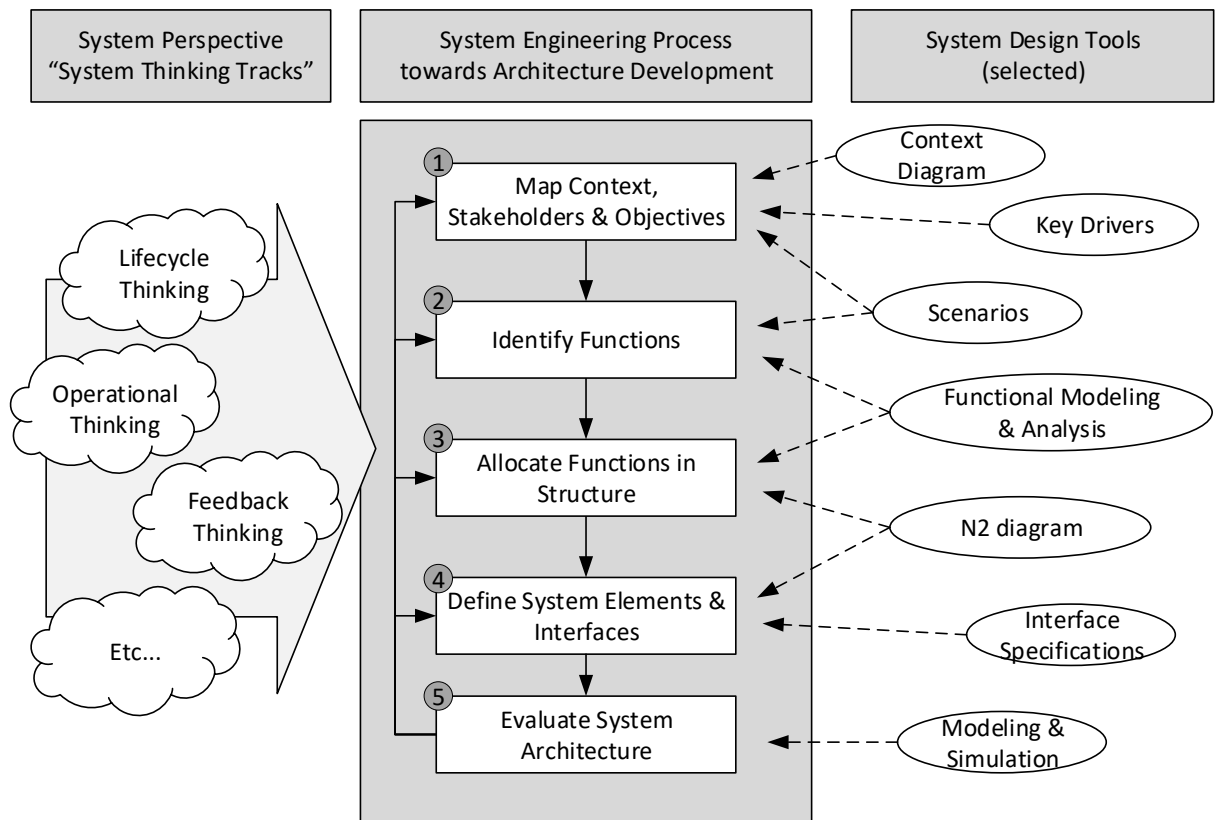 System Perspective
“System Thinking Tracks”
System Engineering Process
towards Architecture Development
System Design Tools
(selected)
Lifecycle
Thinking
Operational
Thinking
Feedback
Thinking
Etc...
1
Map Context,
Stakeholders & Objectives
2
Identify Functions
3
Allocate Functions in
Structure
4
Define System Elements &
Interfaces
5
Evaluate System
Architecture
Context
Diagram
Key Drivers
Scenarios
Functional Modeling
& Analysis
N2 diagram
Interface
Specifications
Modeling &
Simulation